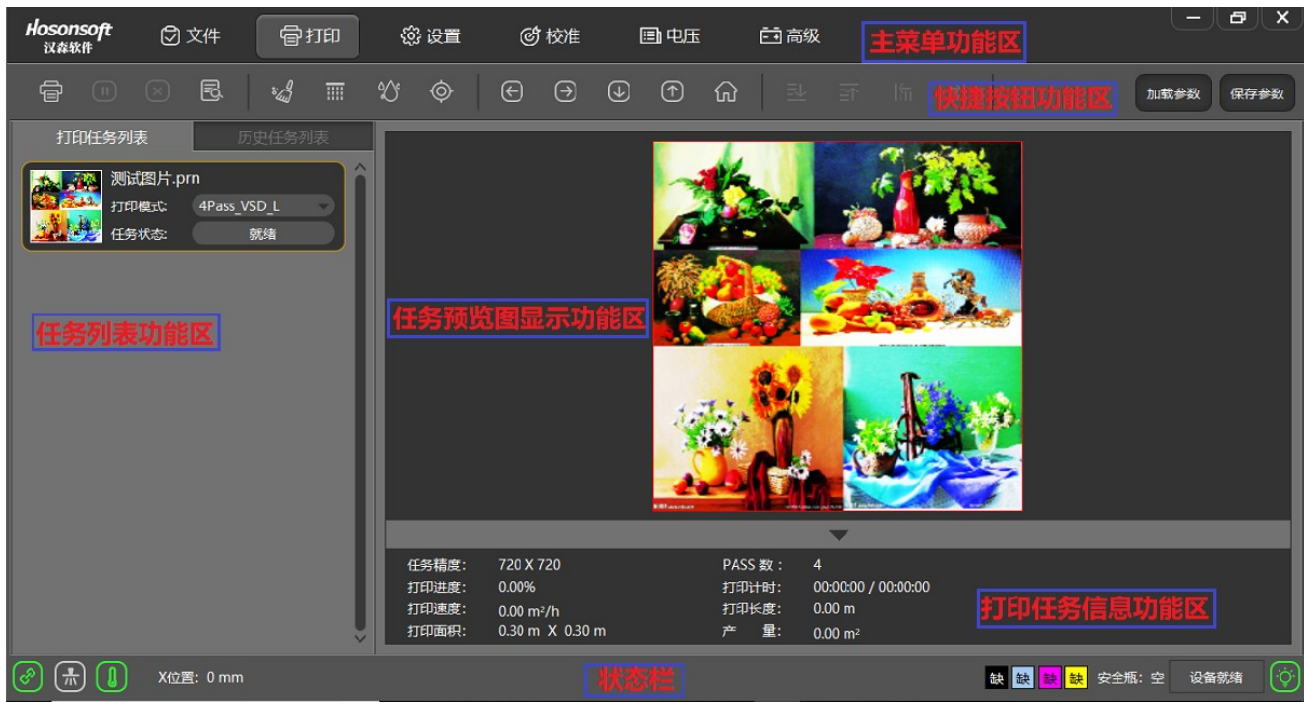 Hosonsoft
汉森软件
文件
打印
设置
校准
电压
高级
主菜单功能区
快捷按钮功能区
加载参数
保存参数
打印任务列表
历史任务列表
测试图片.prn
打印模式:
4Pass_VSD_L
任务状态:
就绪
任务列表功能区
任务预览图显示功能区
任务精度:
720 X 720
PASS 数:
4
打印进度:
0.00%
打印计时:
00:00:00 / 00:00:00
打印速度:
0.00 m²/h
打印长度:
0.00 m
打印面积:
0.30 m X 0.30 m
产 量:
0.00 m²
打印任务信息功能区
X位置: 0 mm
状态栏
缺 缺 缺 缺
安全瓶: 空
设备就绪